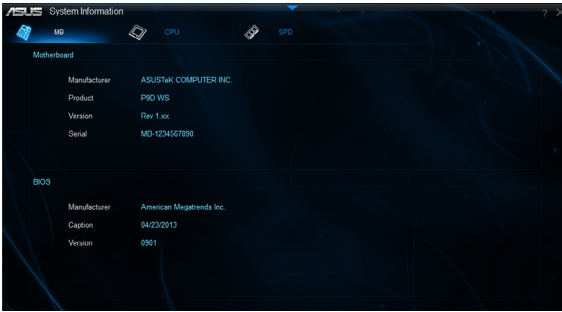 ASUS System Information ? X
MB CPU SPD
Motherboard
Manufacturer ASUSTeK COMPUTER INC.
Product P9D WS
Version Rev 1.xx
Serial MB-1234567890
BIOS
Manufacturer American Megatrends Inc.
Caption 04/23/2013
Version 0901